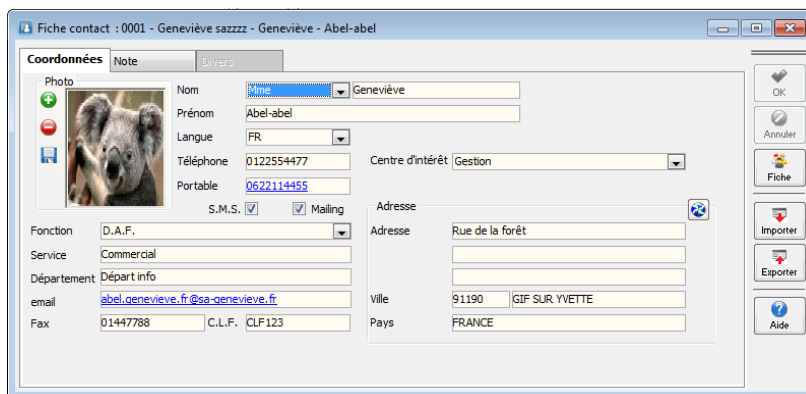 Fiche contact : 0001 - Geneviève sazzzz - Geneviève - Abel-abel
Coordonnées Note Divers
Photo
Nom Mme Geneviève
Prénom Abel-abel
Langue FR
Téléphone 0122554477 Centre d'intérêt Gestion
Portable 0622114455
S.M.S. Mailing
Adresse
Fonction D.A.F. Adresse Rue de la forêt
Service Commercial
Département Départ info
email abel.genevieve.fr@sa-genevieve.fr Ville 91190 GIF SUR YVETTE
Fax 01447788 C.L.F. CLF123 Pays FRANCE
OK
Annuler
Fiche
Importer
Exporter
Aide